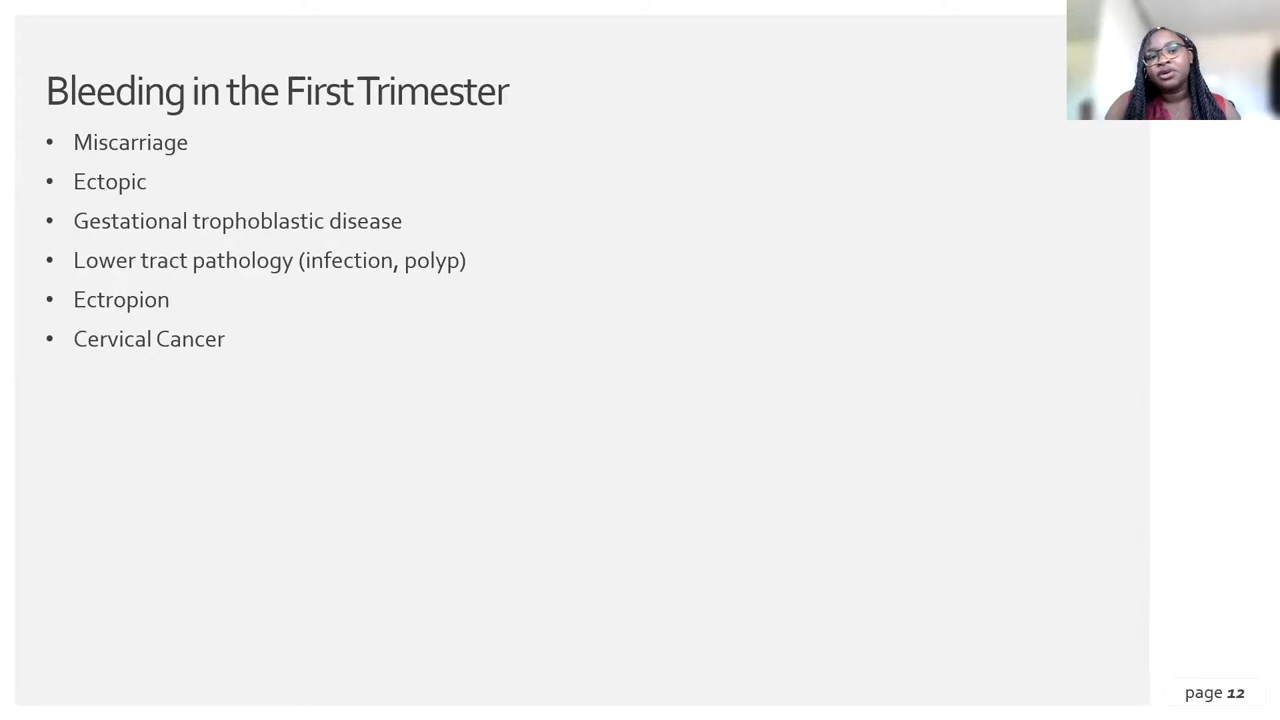 Bleeding in the First Trimester
• Miscarriage
• Ectopic
• Gestational trophoblastic disease
• Lower tract pathology (infection, polyp)
• Ectropion
• Cervical Cancer
page 12